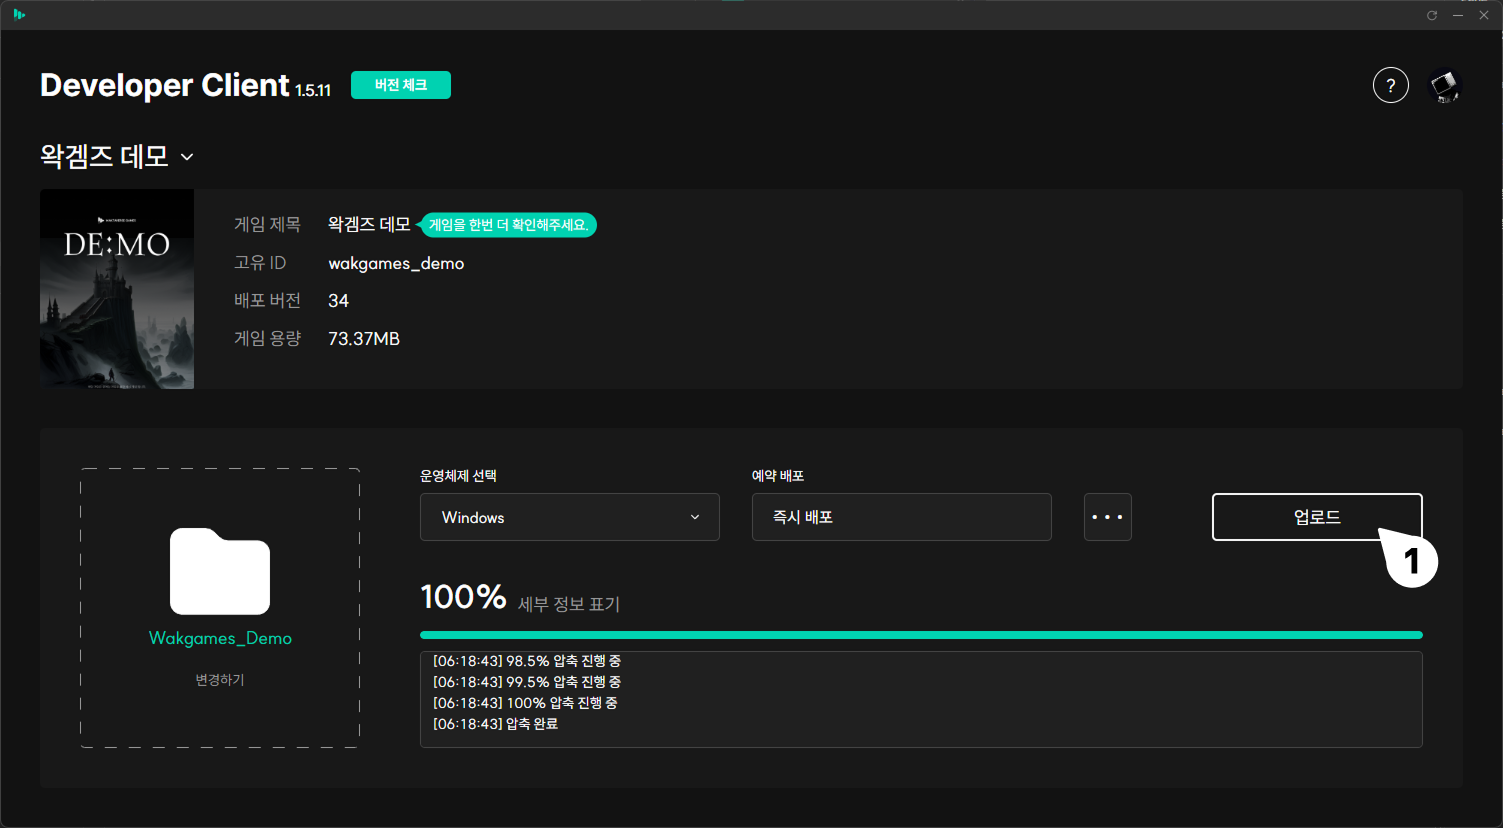 Developer Client 1.5.11 버전 체크
?
왁겜즈 데모
WAKTAVERSE GAMES
DE:MO
게임 제목 왁겜즈 데모 게임을 한번 더 확인해주세요.
고유 ID wakgames_demo
배포 버전 34
게임 용량 73.37MB
Wakgames_Demo
변경하기
운영체제 선택 예약 배포
Windows 즉시 배포 ••• 업로드
1
100% 세부 정보 표기
[06:18:43] 98.5% 압축 진행 중
[06:18:43] 99.5% 압축 진행 중
[06:18:43] 100% 압축 진행 중
[06:18:43] 압축 완료